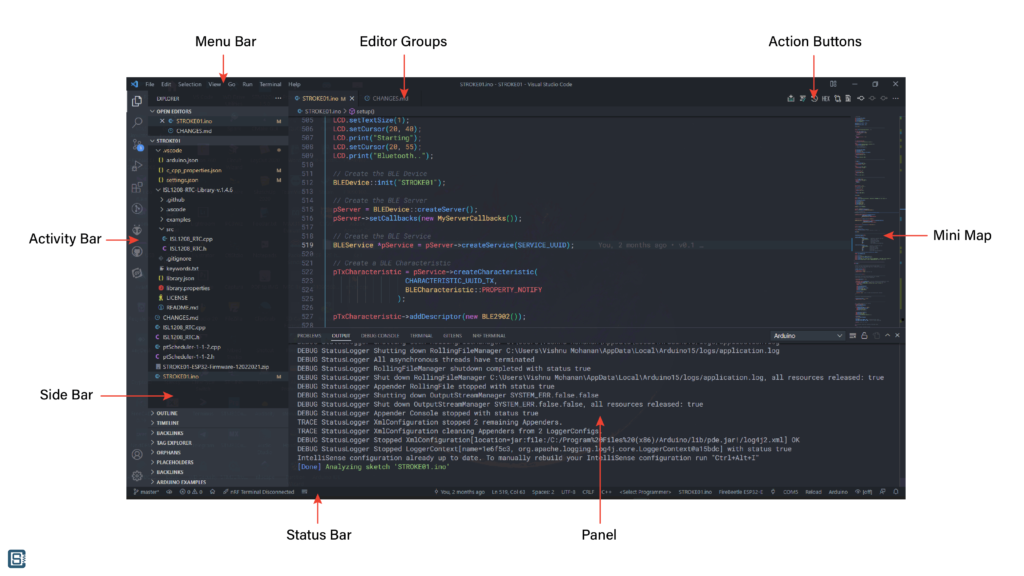 Menu Bar
Editor Groups
Action Buttons
File Edit Selection View Go Run Terminal Help
STROKE01.ino - STROKE01 - Visual Studio Code
EXPLORER
OPEN EDITORS
STROKE01.ino M
CHANGES.md
STROKE01
.vscode
arduino.json
c_cpp_properties.json M
settings.json M
ISL1208-RTC-Library-v.1.4.6
.github
.vscode
examples
src
ISL1208_RTC.cpp
ISL1208_RTC.h
.gitignore
keywords.txt
library.json
library.properties
LICENSE
README.md
CHANGES.md
ISL1208_RTC.cpp
ISL1208_RTC.h
ptScheduler-1-1-2.cpp
ptScheduler-1-1-2.h
STROKE01-ESP32-Firmware-12022021.zip
STROKE01.ino M
OUTLINE
TIMELINE
BACKLINKS
TAG EXPLORER
ORPHANS
PLACEHOLDERS
BACKLINKS
ARDUINO EXAMPLES
STROKE01.ino M
CHANGES.md
STROKE01.ino > setup()
HEX
505 LCD.setTextSize(1);
506 LCD.setCursor(20, 40);
507 LCD.print("Starting");
508 LCD.setCursor(20, 55);
509 LCD.print("Bluetooth..");
510
511 // Create the BLE Device
512 BLEDevice::init("STROKE01");
513
514 // Create the BLE Server
515 pServer = BLEDevice::createServer();
516 pServer->setCallbacks(new MyServerCallbacks());
517
518 // Create the BLE Service
519 BLEService *pService = pServer->createService(SERVICE_UUID); You, 2 months ago • v0.1 …
520
521 // Create a BLE Characteristic
522 pTxCharacteristic = pService->createCharacteristic(
523 CHARACTERISTIC_UUID_TX,
524 BLECharacteristic::PROPERTY_NOTIFY
525 );
526
527 pTxCharacteristic->addDescriptor(new BLE2902());
528
PROBLEMS OUTPUT DEBUG CONSOLE TERMINAL GITLENS NRF TERMINAL
Arduino
DEBUG StatusLogger Shutting down RollingFileManager C:\Users\Vishnu Mohanan\AppData\Local\Arduino15/logs/application.log
DEBUG StatusLogger All asynchronous threads have terminated
DEBUG StatusLogger RollingFileManager shutdown completed with status true
DEBUG StatusLogger Shut down RollingFileManager C:\Users\Vishnu Mohanan\AppData\Local\Arduino15/logs/application.log, all resources released: true
DEBUG StatusLogger Appender RollingFile stopped with status true
DEBUG StatusLogger Shutting down OutputStreamManager SYSTEM_ERR.false.false
DEBUG StatusLogger Shut down OutputStreamManager SYSTEM_ERR.false.false, all resources released: true
DEBUG StatusLogger Appender Console stopped with status true
TRACE StatusLogger XmlConfiguration stopped 2 remaining Appenders.
TRACE StatusLogger XmlConfiguration cleaning Appenders from 2 LoggerConfigs.
DEBUG StatusLogger Stopped XmlConfiguration[location=jar:file:/C:/Program%20Files%20(x86)/Arduino/lib/pde.jar!/log4j2.xml] OK
DEBUG StatusLogger Stopped LoggerContext[name=1e6f5c3, org.apache.logging.log4j.core.LoggerContext@a15bdc] with status true
IntelliSense configuration already up to date. To manually rebuild your IntelliSense configuration run "Ctrl+Alt+I"
[Done] Analyzing sketch 'STROKE01.ino'
master* 0 0 nRF Terminal Disconnected
You, 2 months ago Ln 519, Col 63 Spaces: 2 UTF-8 CRLF C++ <Select Programmer> STROKE01.ino Firebeetle-ESP32 COM5 Reload Arduino
Activity Bar
Mini Map
Side Bar
Status Bar
Panel